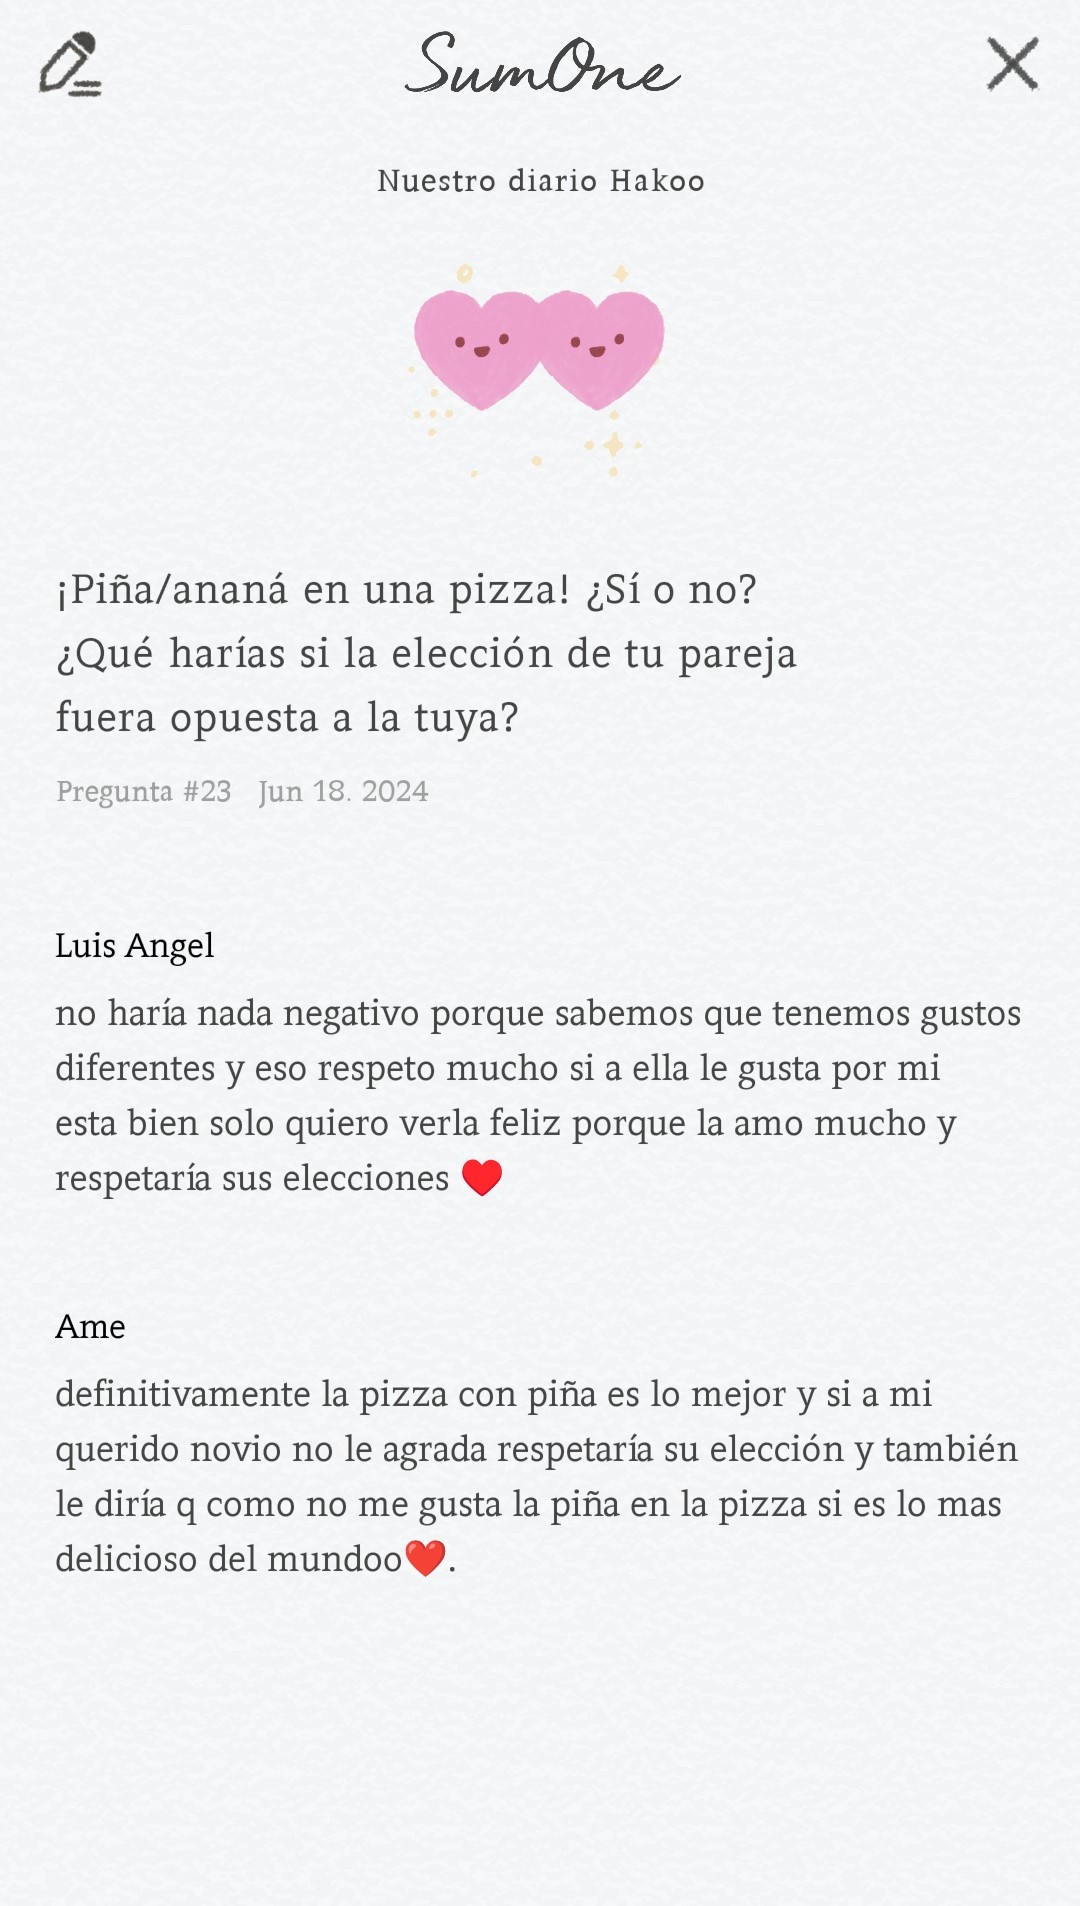 SumOne
Nuestro diario Hakoo
¡Piña/ananá en una pizza! ¿Sí o no?
¿Qué harías si la elección de tu pareja
fuera opuesta a la tuya?
Pregunta #23 Jun 18. 2024
Luis Angel
no haría nada negativo porque sabemos que tenemos gustos
diferentes y eso respeto mucho si a ella le gusta por mi
esta bien solo quiero verla feliz porque la amo mucho y
respetaría sus elecciones ♥️
Ame
definitivamente la pizza con piña es lo mejor y si a mi
querido novio no le agrada respetaría su elección y también
le diría q como no me gusta la piña en la pizza si es lo mas
delicioso del mundoo❤️.